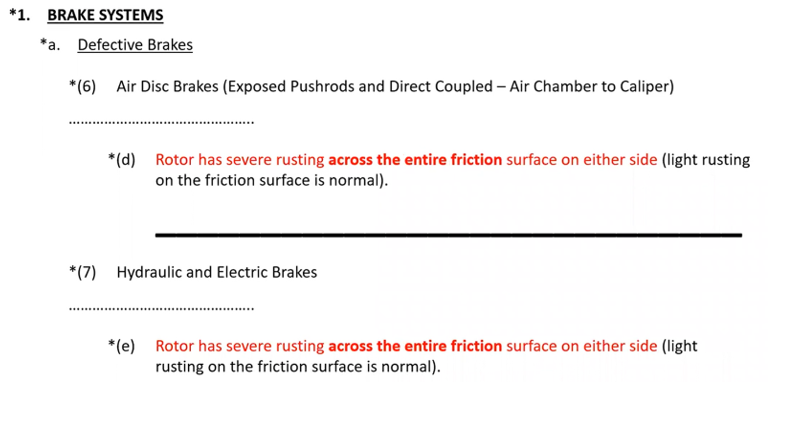 *1. BRAKE SYSTEMS
*a. Defective Brakes
*(6) Air Disc Brakes (Exposed Pushrods and Direct Coupled – Air Chamber to Caliper)
……………………………………….
*(d) Rotor has severe rusting across the entire friction surface on either side (light rusting
on the friction surface is normal).
*(7) Hydraulic and Electric Brakes
……………………………………….
*(e) Rotor has severe rusting across the entire friction surface on either side (light
rusting on the friction surface is normal).